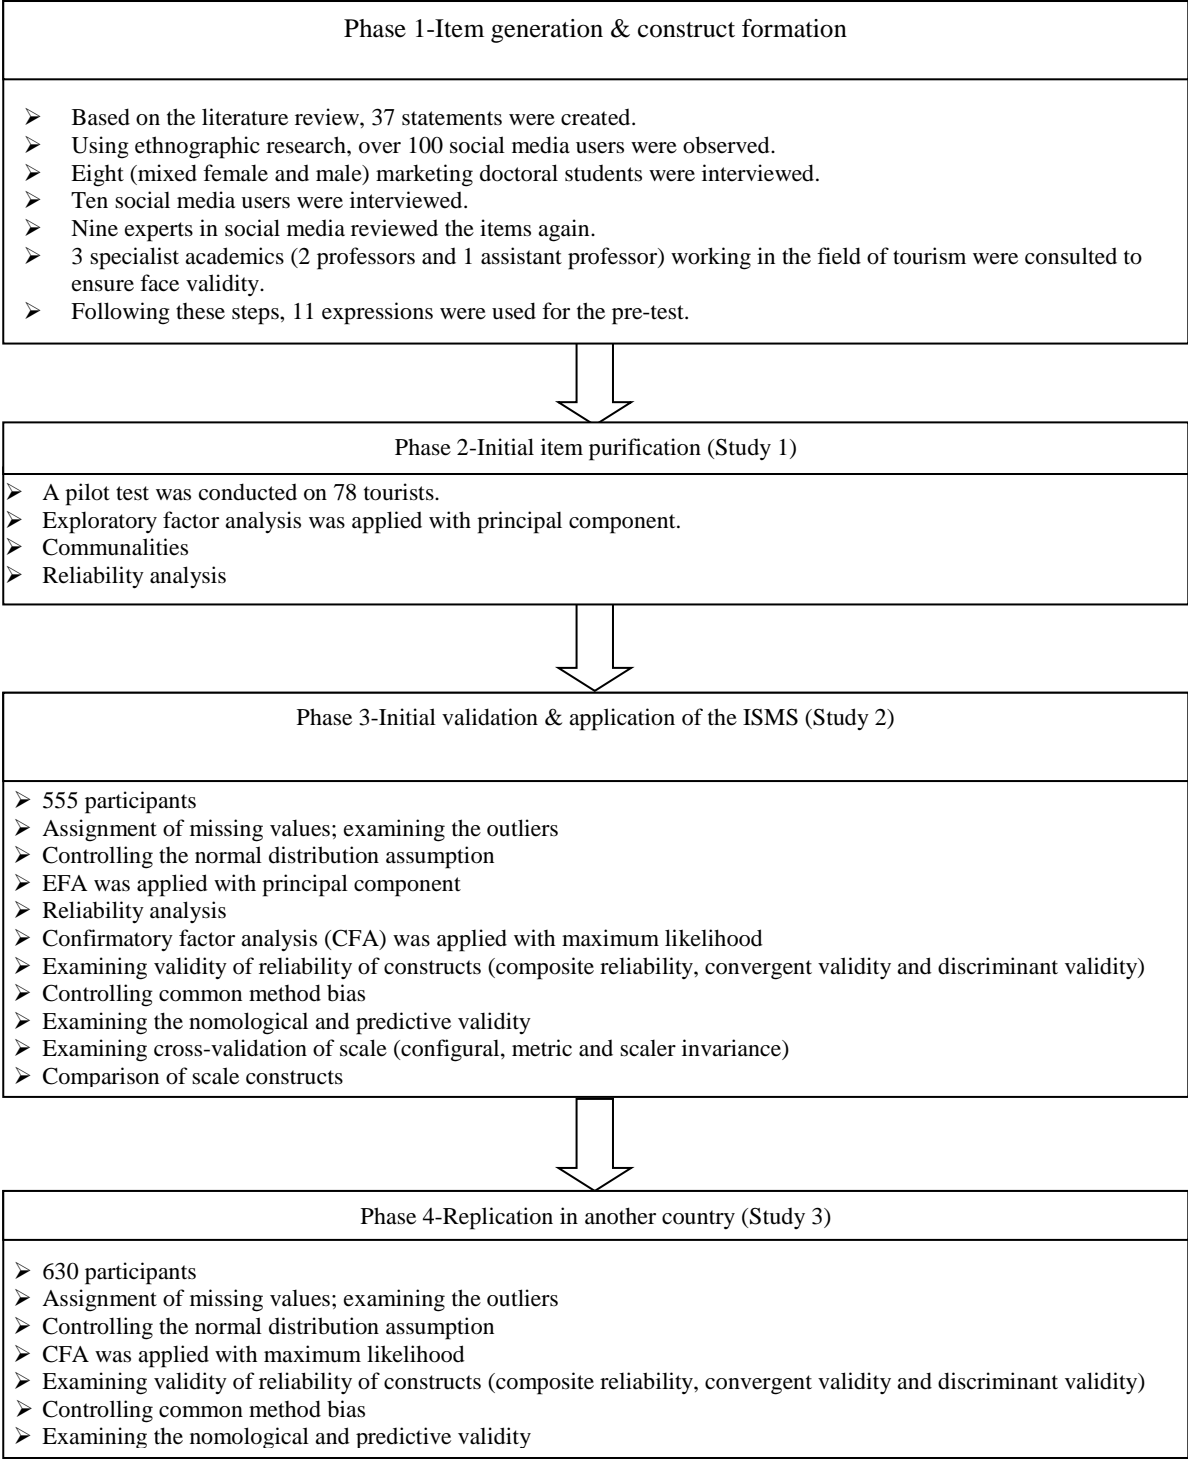 Phase 1-Item generation & construct formation
➢ Based on the literature review, 37 statements were created.
➢ Using ethnographic research, over 100 social media users were observed.
➢ Eight (mixed female and male) marketing doctoral students were interviewed.
➢ Ten social media users were interviewed.
➢ Nine experts in social media reviewed the items again.
➢ 3 specialist academics (2 professors and 1 assistant professor) working in the field of tourism were consulted to
ensure face validity.
➢ Following these steps, 11 expressions were used for the pre-test.
Phase 2-Initial item purification (Study 1)
➢ A pilot test was conducted on 78 tourists.
➢ Exploratory factor analysis was applied with principal component.
➢ Communalities
➢ Reliability analysis
Phase 3-Initial validation & application of the ISMS (Study 2)
➢ 555 participants
➢ Assignment of missing values; examining the outliers
➢ Controlling the normal distribution assumption
➢ EFA was applied with principal component
➢ Reliability analysis
➢ Confirmatory factor analysis (CFA) was applied with maximum likelihood
➢ Examining validity of reliability of constructs (composite reliability, convergent validity and discriminant validity)
➢ Controlling common method bias
➢ Examining the nomological and predictive validity
➢ Examining cross-validation of scale (configural, metric and scaler invariance)
➢ Comparison of scale constructs
Phase 4-Replication in another country (Study 3)
➢ 630 participants
➢ Assignment of missing values; examining the outliers
➢ Controlling the normal distribution assumption
➢ CFA was applied with maximum likelihood
➢ Examining validity of reliability of constructs (composite reliability, convergent validity and discriminant validity)
➢ Controlling common method bias
➢ Examining the nomological and predictive validity